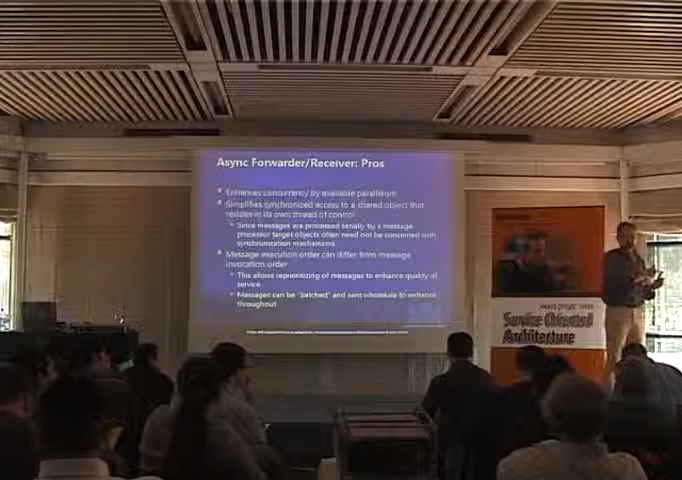 Async Forwarder/Receiver: Pros
Enhances concurrency by available parallelism
Simplifies synchronized access to a shared object that
resides in its own thread of control
Since messages are processed serially by a message
processor target objects often need not be concerned with
synchronization mechanisms
Message execution order can differ from message
invocation order
This allows reprioritizing of messages to enhance quality of
service.
Messages can be "batched" and sent wholesale to enhance
throughout
Service Oriented
Architecture